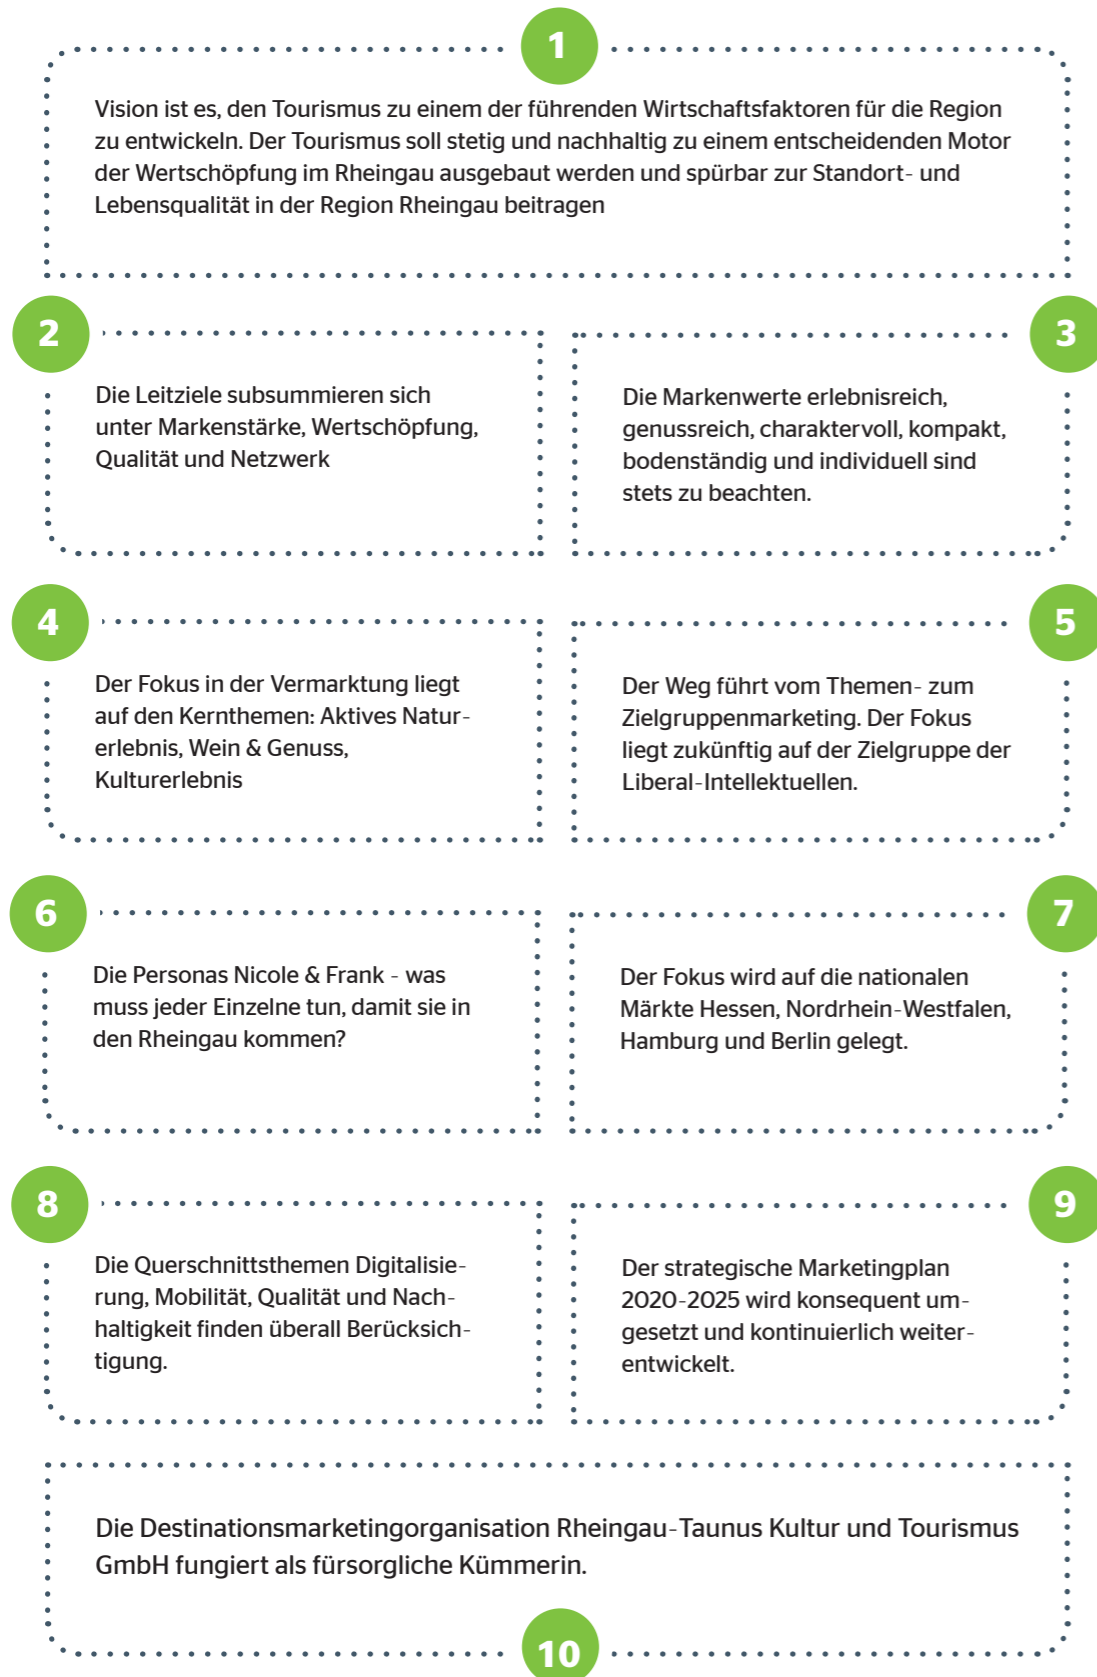 1
Vision ist es, den Tourismus zu einem der führenden Wirtschaftsfaktoren für die Region
zu entwickeln. Der Tourismus soll stetig und nachhaltig zu einem entscheidenden Motor
der Wertschöpfung im Rheingau ausgebaut werden und spürbar zur Standort- und
Lebensqualität in der Region Rheingau beitragen
2
Die Leitziele subsummieren sich
unter Markenstärke, Wertschöpfung,
Qualität und Netzwerk
3
Die Markenwerte erlebnisreich,
genussreich, charaktervoll, kompakt,
bodenständig und individuell sind
stets zu beachten.
4
Der Fokus in der Vermarktung liegt
auf den Kernthemen: Aktives Natur-
erlebnis, Wein & Genuss,
Kulturerlebnis
5
Der Weg führt vom Themen- zum
Zielgruppenmarketing. Der Fokus
liegt zukünftig auf der Zielgruppe der
Liberal-Intellektuellen.
6
Die Personas Nicole & Frank - was
muss jeder Einzelne tun, damit sie in
den Rheingau kommen?
7
Der Fokus wird auf die nationalen
Märkte Hessen, Nordrhein-Westfalen,
Hamburg und Berlin gelegt.
8
Die Querschnittsthemen Digitalisie-
rung, Mobilität, Qualität und Nach-
haltigkeit finden überall Berücksich-
tigung.
9
Der strategische Marketingplan
2020-2025 wird konsequent um-
gesetzt und kontinuierlich weiter-
entwickelt.
Die Destinationsmarketingorganisation Rheingau-Taunus Kultur und Tourismus
GmbH fungiert als fürsorgliche Kümmerin.
10